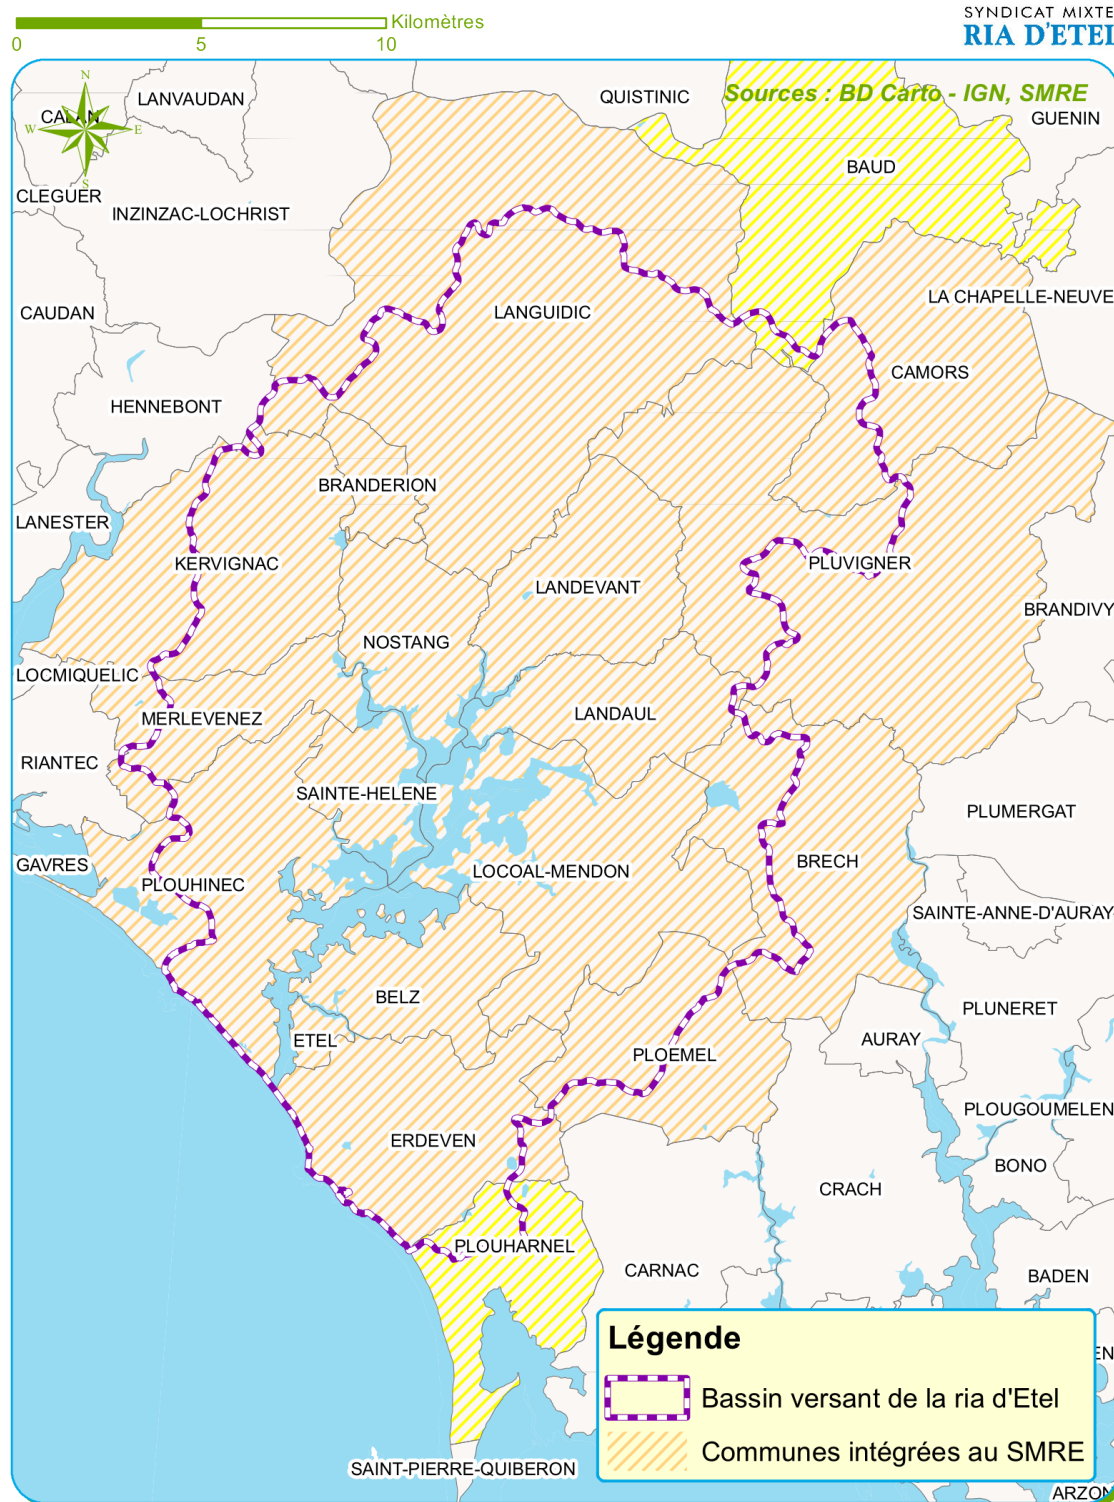 Kilomètres
0 5 10
SYNDICAT MIXTE
RIA D'ETEL
N
W E
S
Sources : BD Carto - IGN, SMRE
LANVAUDAN
QUISTINIC
CALAN
GUENIN
BAUD
CLEGUER
INZINZAC-LOCHRIST
LA CHAPELLE-NEUVE
CAUDAN
LANGUIDIC
CAMORS
HENNEBONT
BRANDERION
LANESTER
KERVIGNAC
PLUVIGNER
LANDEVANT
BRANDIVY
NOSTANG
LOCMIQUELIC
MERLEVENEZ
LANDAUL
RIANTEC
SAINTE-HELENE
PLUMERGAT
GAVRES
BRECH
LOCOAL-MENDON
PLOUHINEC
SAINTE-ANNE-D'AURAY
BELZ
PLUNERET
ETEL
AURAY
PLOEMEL
PLOUGOUMELEN
ERDEVEN
BONO
CRACH
PLOUHARNEL
CARNAC
BADEN
Légende
EN
Bassin versant de la ria d'Etel
Communes intégrées au SMRE
SAINT-PIERRE-QUIBERON
ARZON